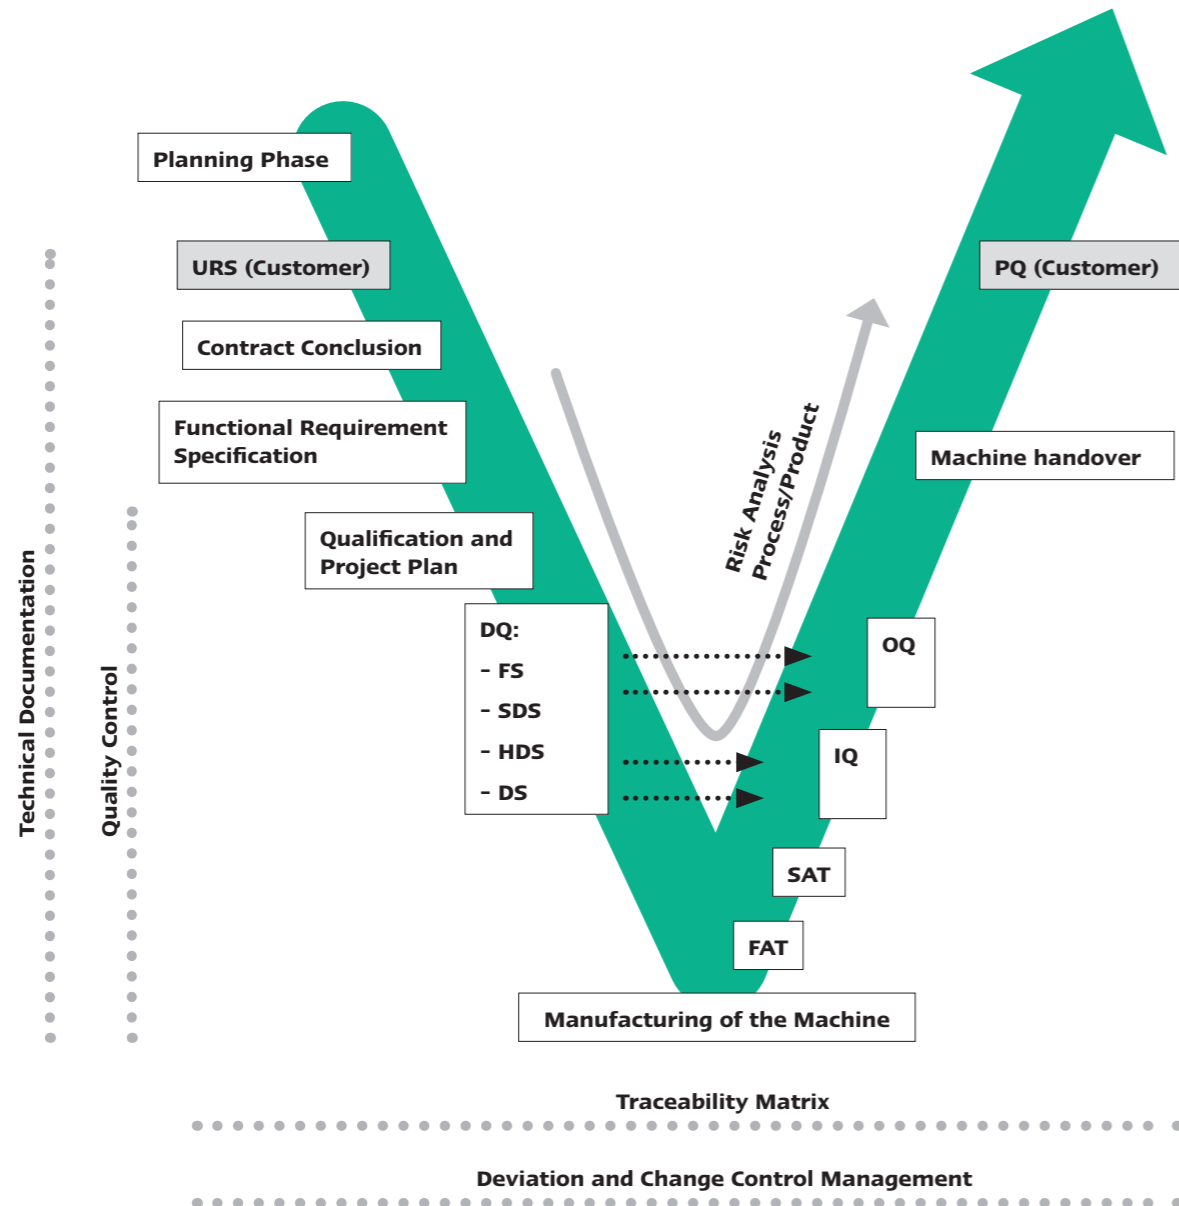 Planning Phase
URS (Customer)
PQ (Customer)
Contract Conclusion
Functional Requirement
Specification
Machine handover
Risk Analysis
Process/Product
Qualification and
Project Plan
DQ:
– FS
– SDS
– HDS
– DS
OQ
IQ
SAT
FAT
Manufacturing of the Machine
Technical Documentation
Quality Control
Traceability Matrix
Deviation and Change Control Management